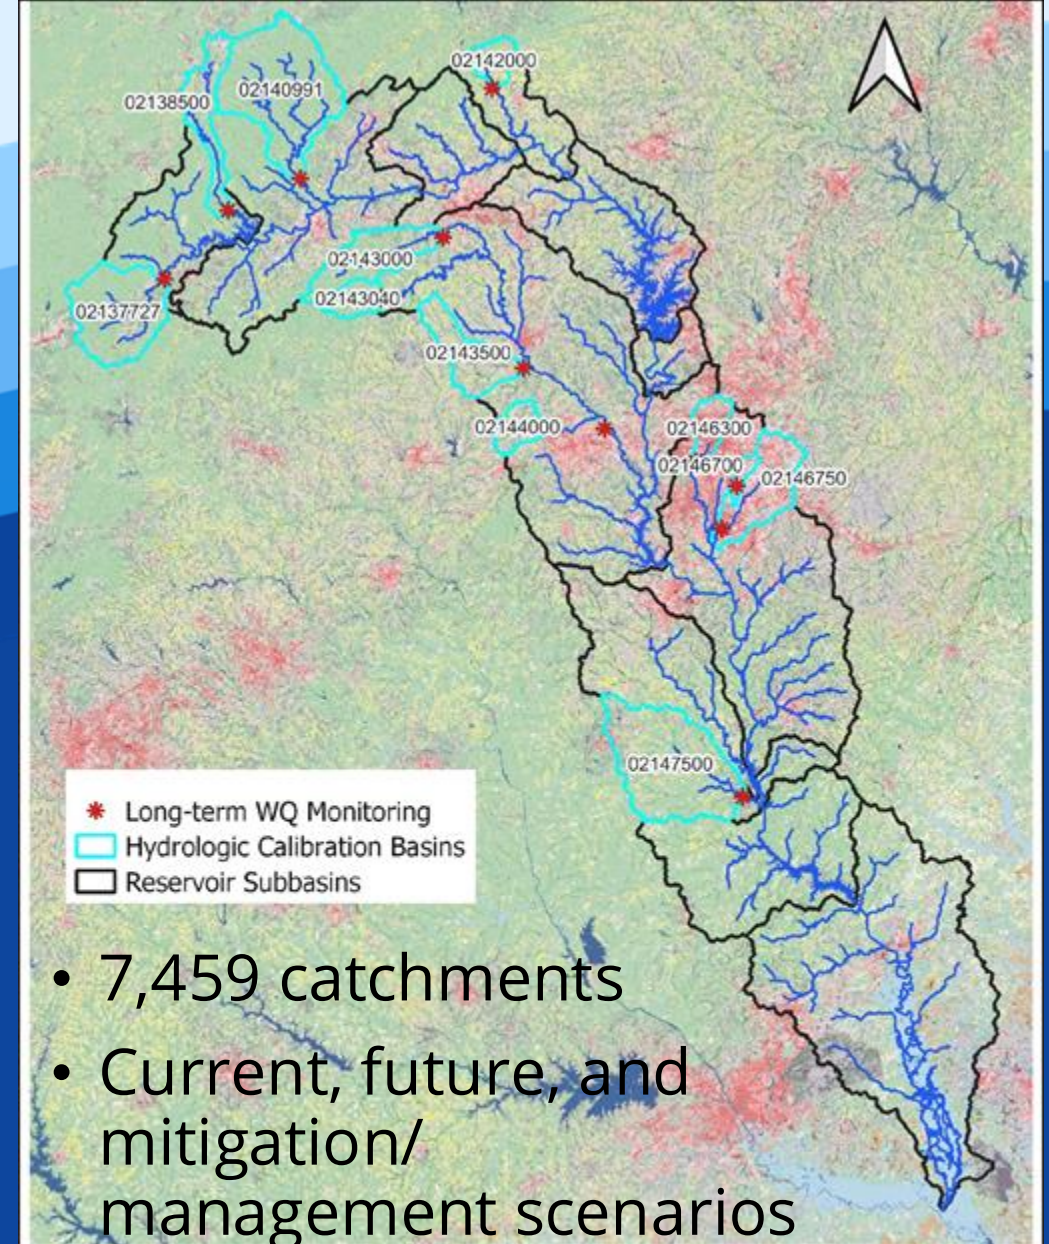 02142000
02140991
02138500
02143000
02143040
02137727
02143500
02144000
02146300
02146700
02146750
02147500
Long-term WQ Monitoring
Hydrologic Calibration Basins
Reservoir Subbasins
• 7,459 catchments
• Current, future, and
mitigation/
management scenarios